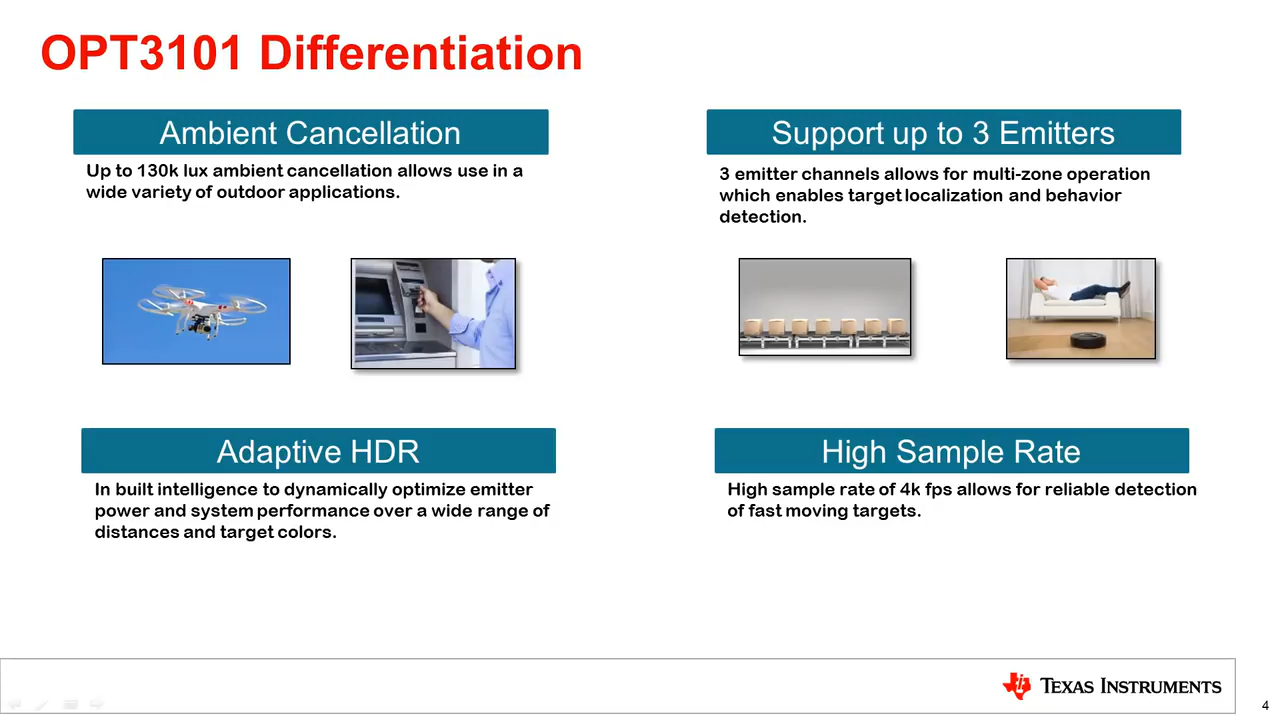 OPT3101 Differentiation
Ambient Cancellation
Up to 130k lux ambient cancellation allows use in a
wide variety of outdoor applications.
Support up to 3 Emitters
3 emitter channels allows for multi-zone operation
which enables target localization and behavior
detection.
Adaptive HDR
In built intelligence to dynamically optimize emitter
power and system performance over a wide range of
distances and target colors.
High Sample Rate
High sample rate of 4k fps allows for reliable detection
of fast moving targets.
TEXAS INSTRUMENTS
4